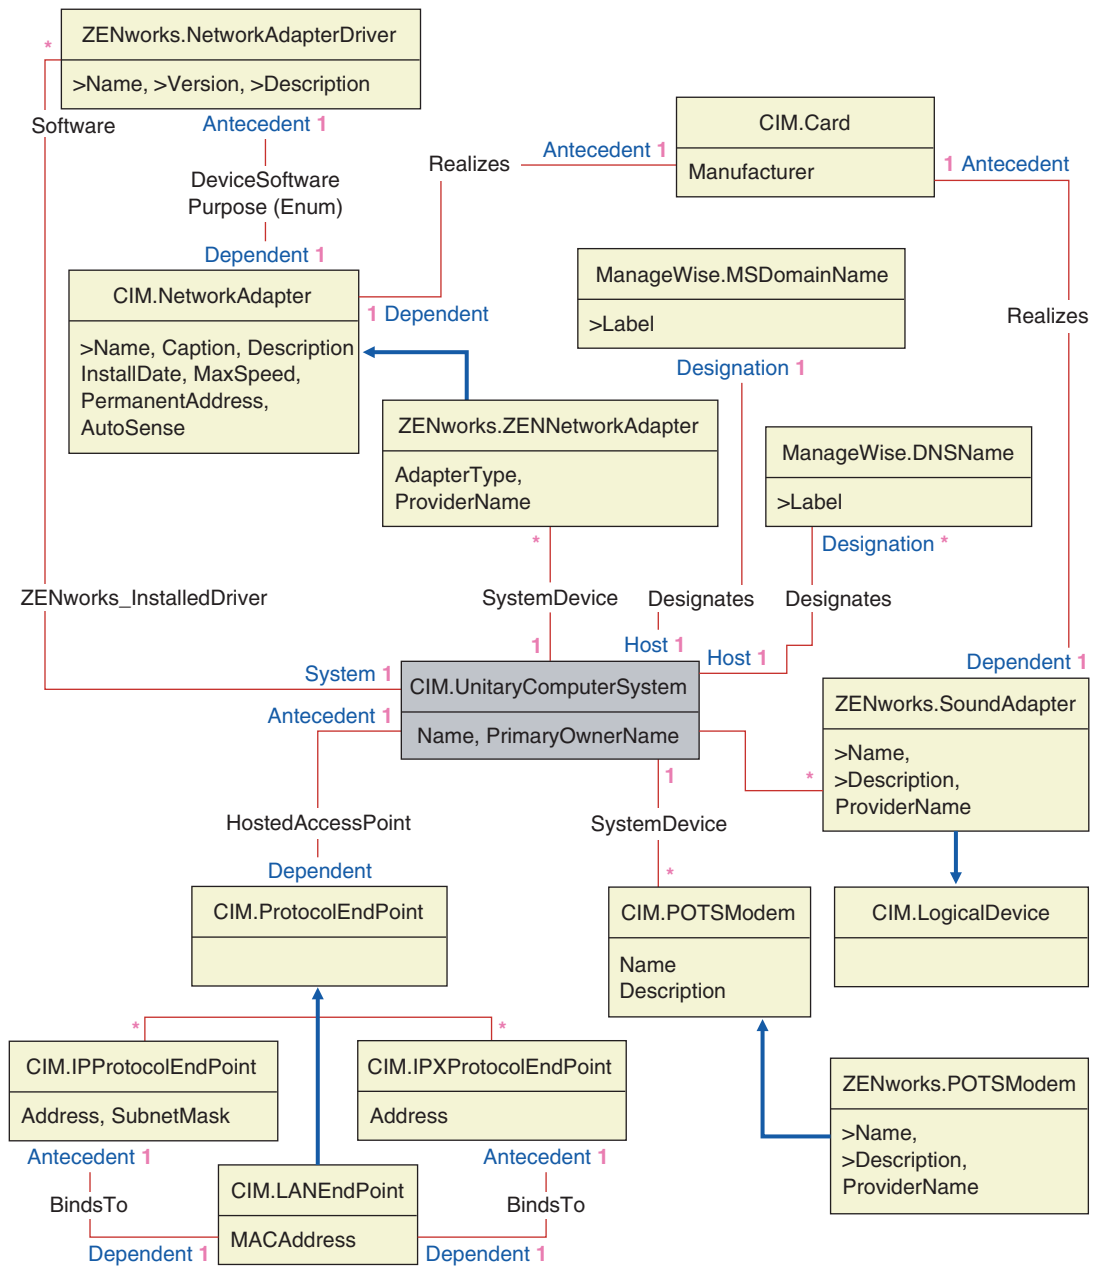 ZENworks.NetworkAdapterDriver
>Name, >Version, >Description
*
Software
Antecedent 1
DeviceSoftware
Purpose (Enum)
Dependent 1
Realizes
Antecedent 1
CIM.Card
Manufacturer
1 Antecedent
CIM.NetworkAdapter
>Name, Caption, Description
InstallDate, MaxSpeed,
PermanentAddress,
AutoSense
1 Dependent
ManageWise.MSDomainName
>Label
Designation 1
Realizes
ZENworks.ZENNetworkAdapter
AdapterType,
ProviderName
ManageWise.DNSName
>Label
*
Designation *
ZENworks_InstalledDriver
SystemDevice
Designates
Designates
1
Host 1
Host 1
Dependent 1
System 1
CIM.UnitaryComputerSystem
Name, PrimaryOwnerName
Antecedent 1
ZENworks.SoundAdapter
>Name,
>Description,
ProviderName
*
1
HostedAccessPoint
SystemDevice
Dependent
*
CIM.ProtocolEndPoint
CIM.POTSModem
Name
Description
CIM.LogicalDevice
*
*
CIM.IPProtocolEndPoint
Address, SubnetMask
CIM.IPXProtocolEndPoint
Address
ZENworks.POTSModem
>Name,
>Description,
ProviderName
Antecedent 1
Antecedent 1
BindsTo
BindsTo
CIM.LANEndPoint
MACAddress
Dependent 1
Dependent 1